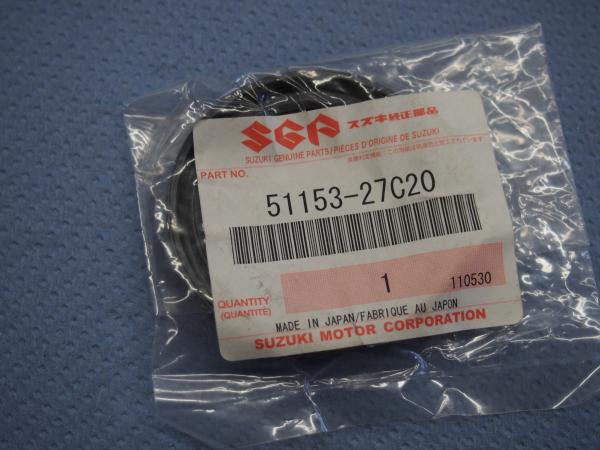 SGP スズキ純正部品
SUZUKI GENUINE PARTS/PIECES D'ORIGINE DE SUZUKI
PART NO.
51153-27C20
QUANTITY
(QUANTITÉ)
1
110530
MADE IN JAPAN/FABRIQUE AU JAPON
SUZUKI MOTOR CORPORATION